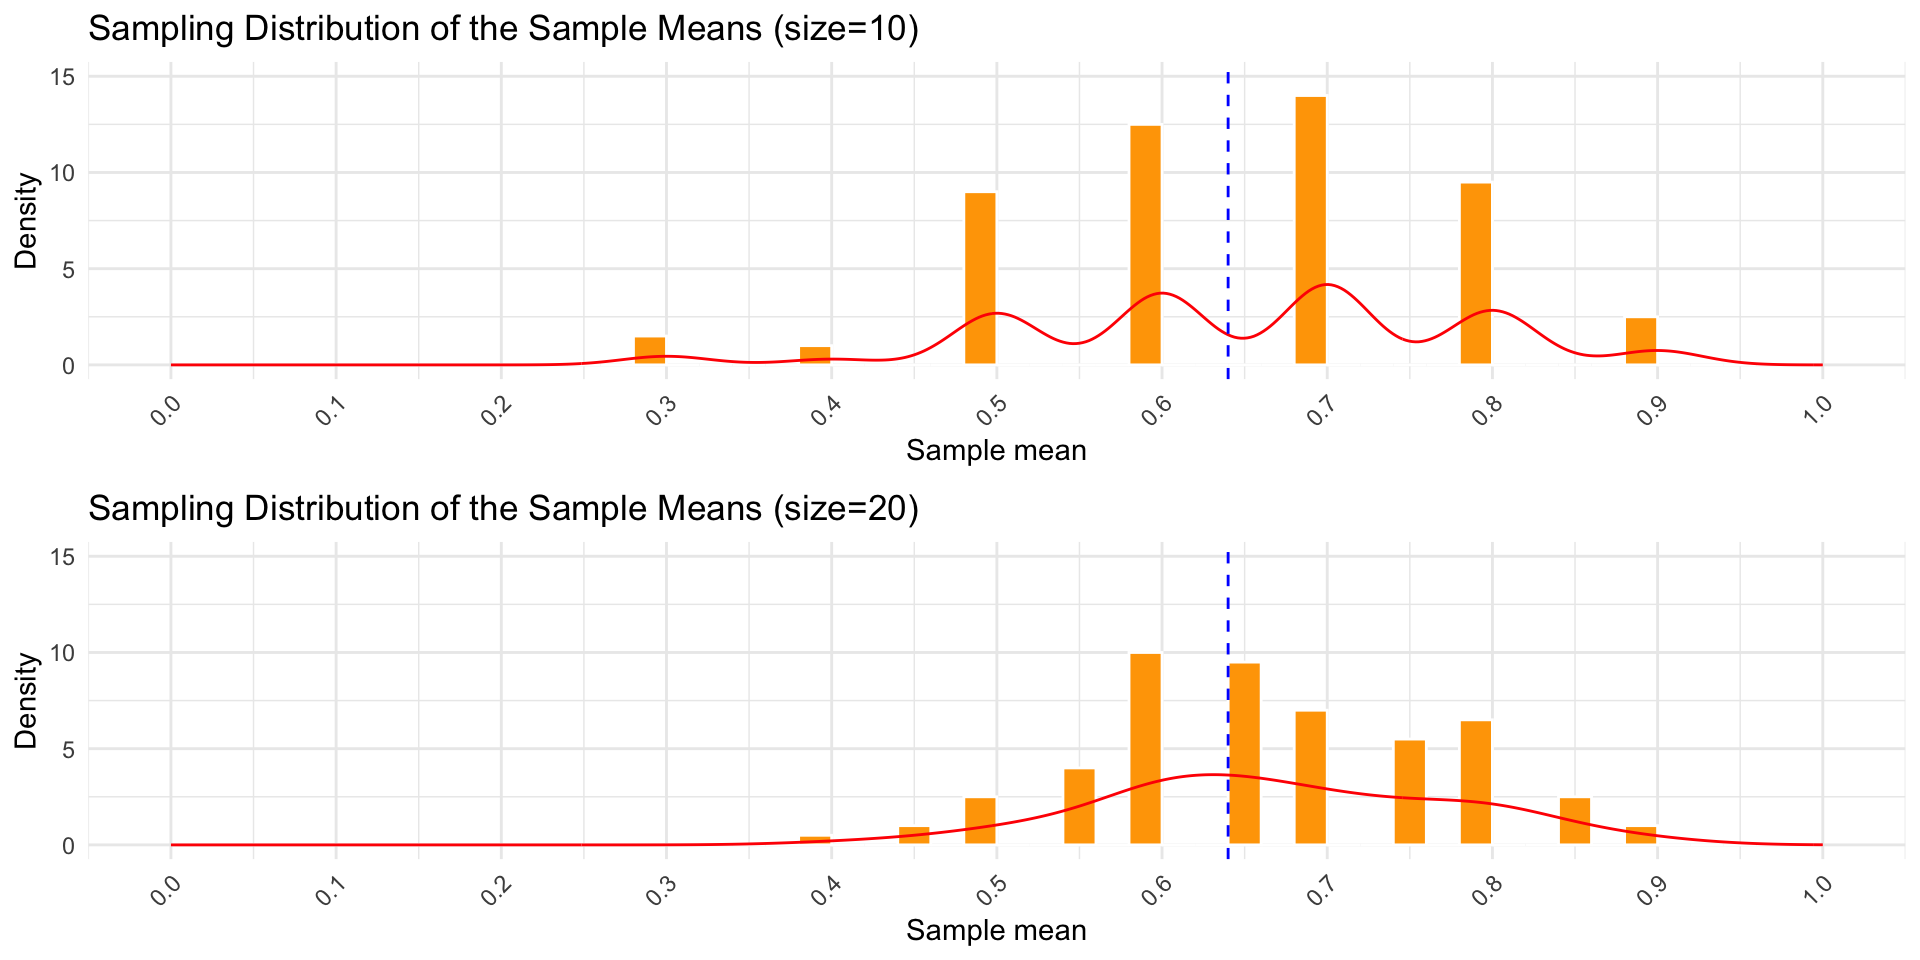 Sampling Distribution of the Sample Means (size=10)
15
10
5
0
Density
0.0 0.1 0.2 0.3 0.4 0.5 0.6 0.7 0.8 0.9 1.0
Sample mean
Sampling Distribution of the Sample Means (size=20)
15
10
5
0
Density
0.0 0.1 0.2 0.3 0.4 0.5 0.6 0.7 0.8 0.9 1.0
Sample mean